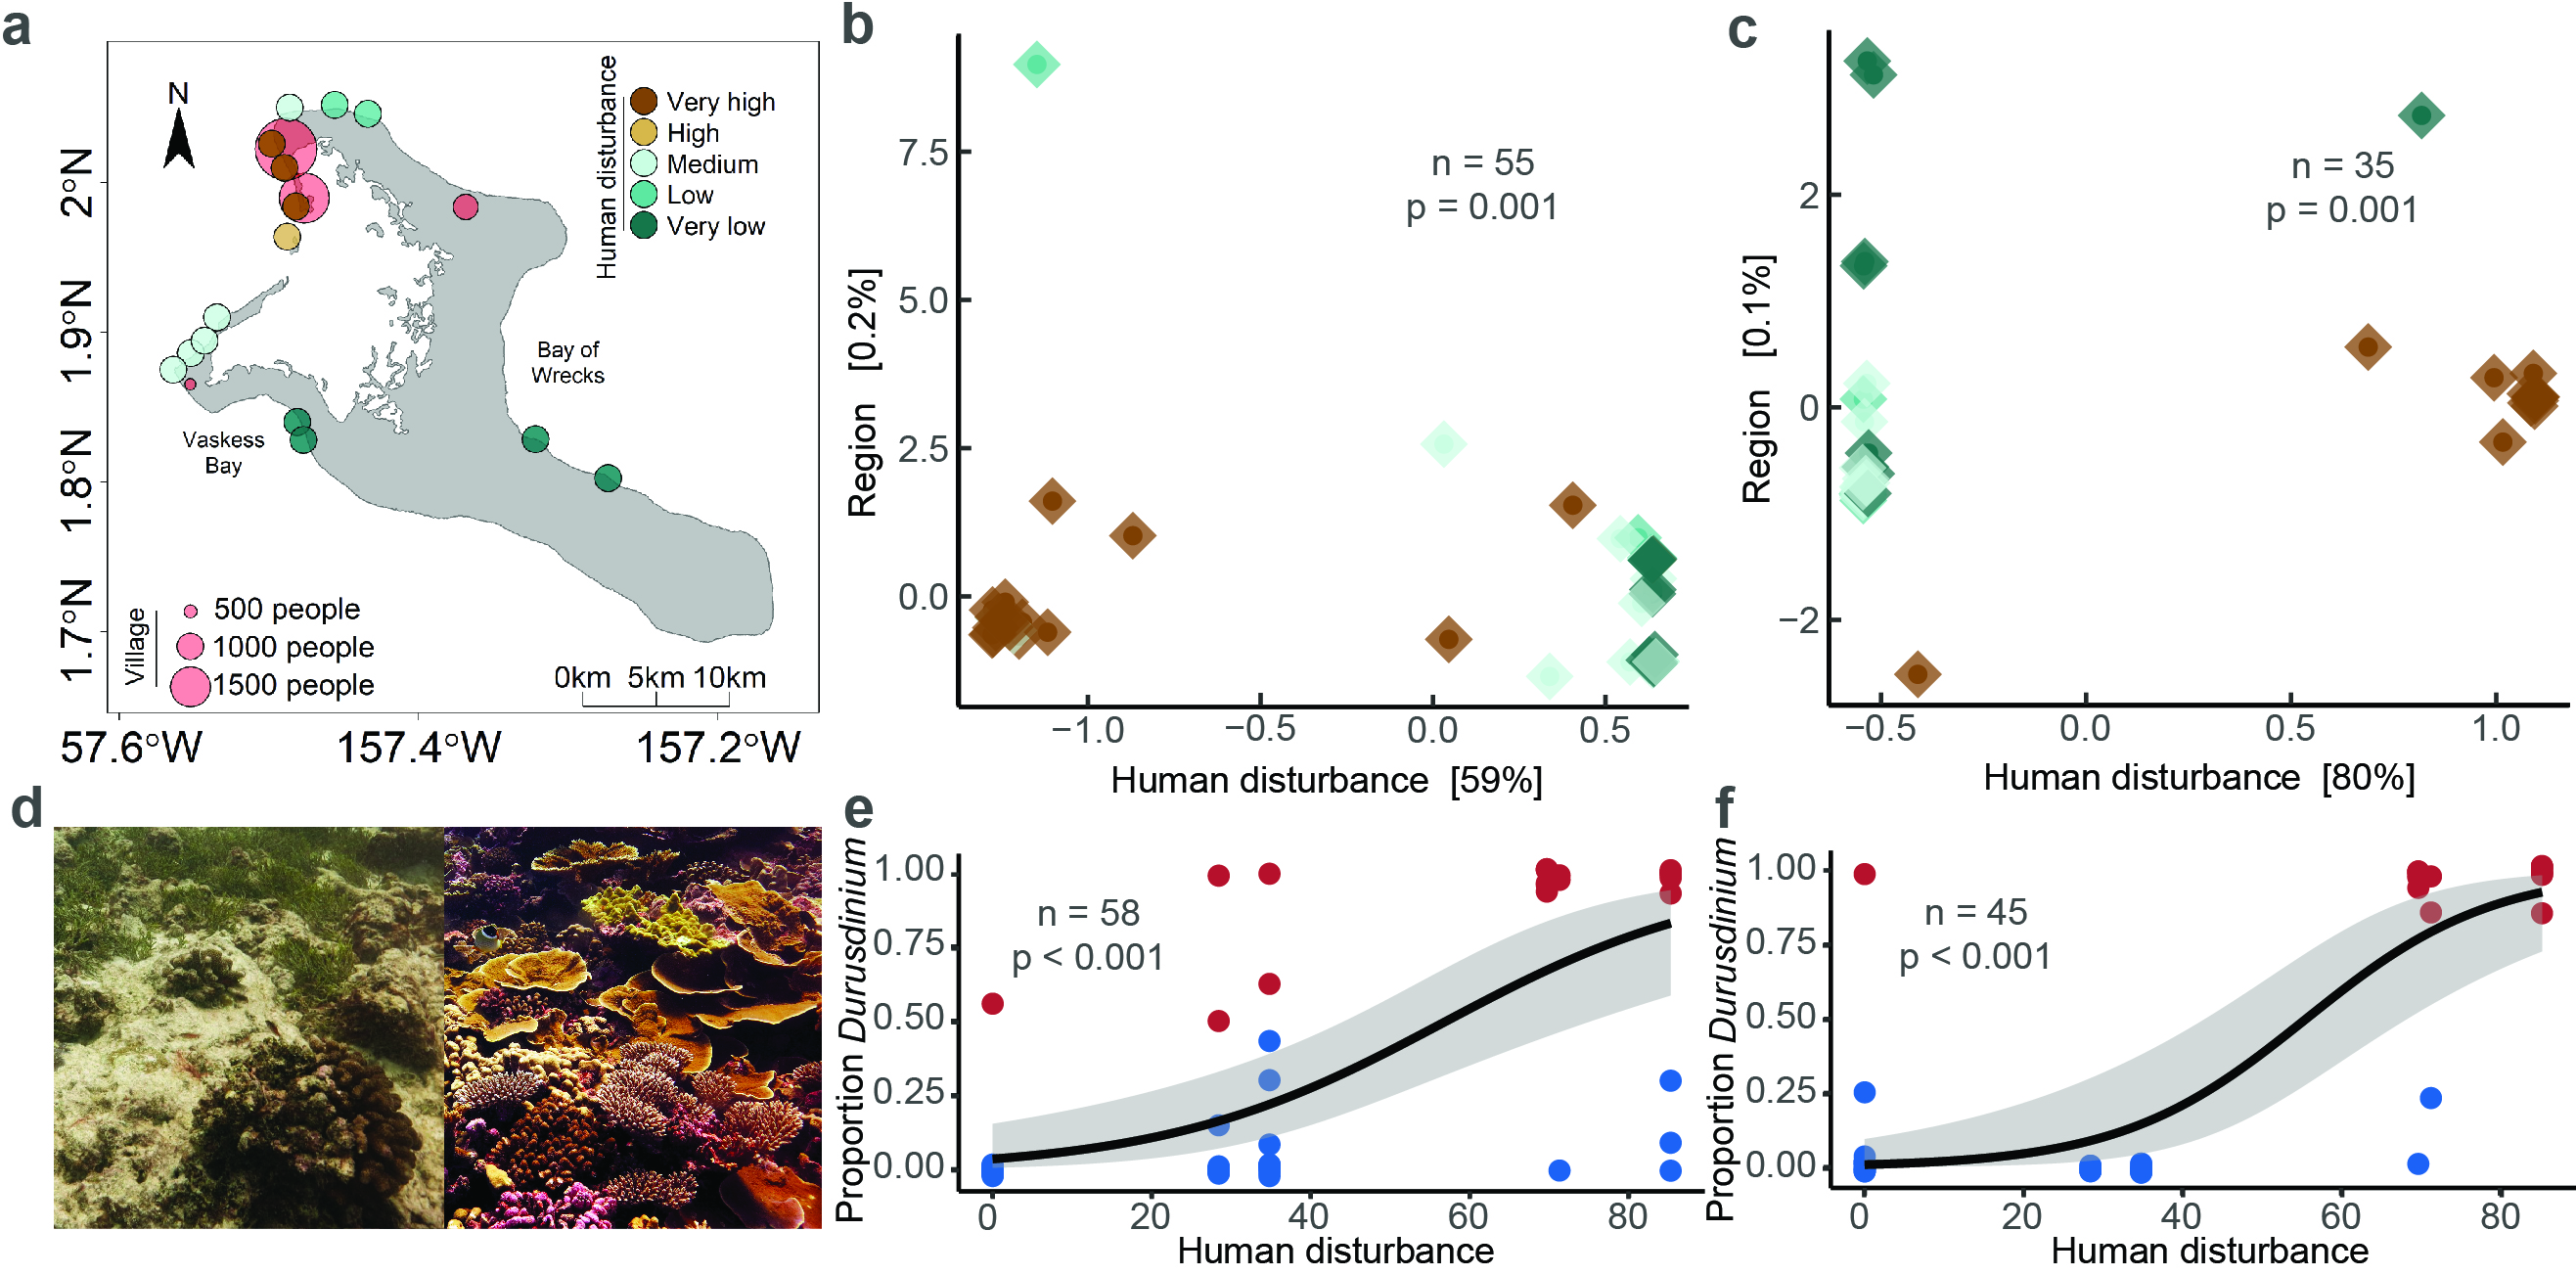 a
N
Human disturbance
Very high
High
Medium
Low
Very low
2°N
1.9°N
1.8°N
1.7°N
Bay of
Wrecks
Vaskess
Bay
Village
500 people
1000 people
1500 people
0km 5km 10km
57.6°W 157.4°W 157.2°W
b
Region [0.2%]
7.5
5.0
2.5
0.0
n = 55
p = 0.001
−1.0 −0.5 0.0 0.5
Human disturbance [59%]
c
Region [0.1%]
2
0
−2
n = 35
p = 0.001
−0.5 0.0 0.5 1.0
Human disturbance [80%]
d
e
Proportion Durusdinium
1.00
0.75
0.50
0.25
0.00
n = 58
p < 0.001
0 20 40 60 80
Human disturbance
f
Proportion Durusdinium
1.00
0.75
0.50
0.25
0.00
n = 45
p < 0.001
0 20 40 60 80
Human disturbance